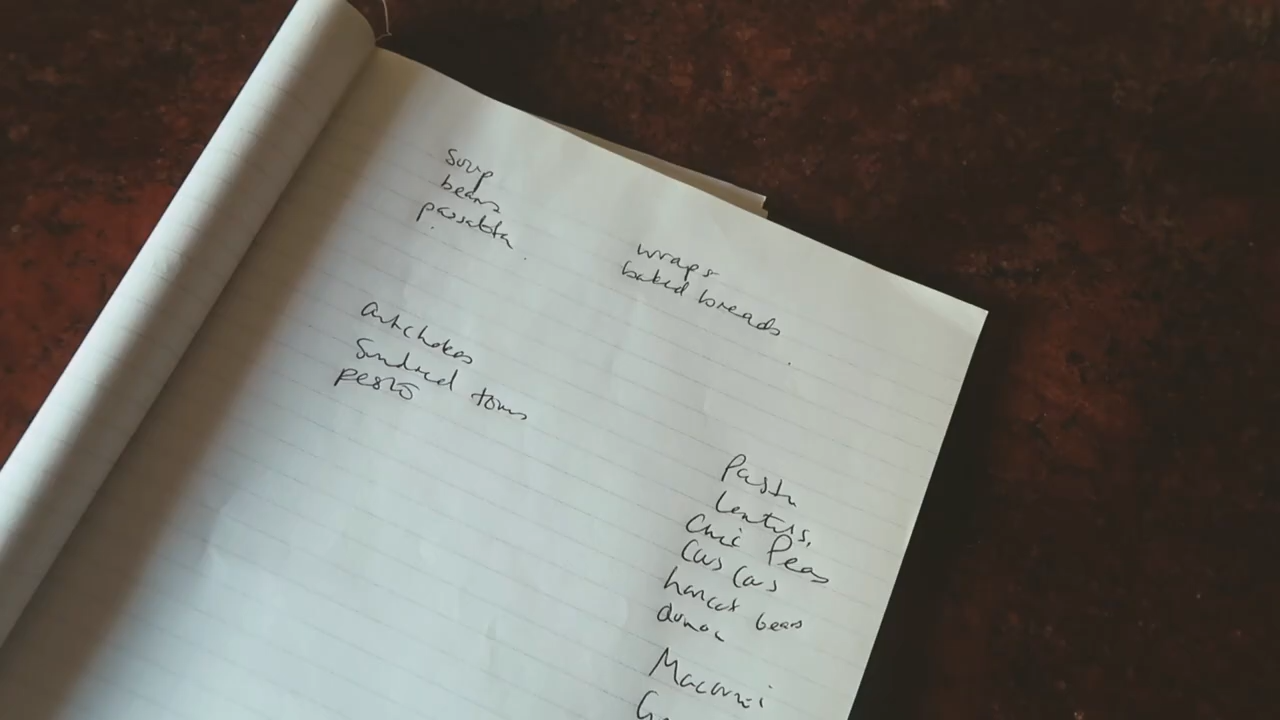 Soup
beans
passatta
wraps
baked breads
artichokes
Sundried toms
pesto
Pasta
Lentils,
Chic Peas
Cus Cus
haricot beans
Quinoa
Macaroni